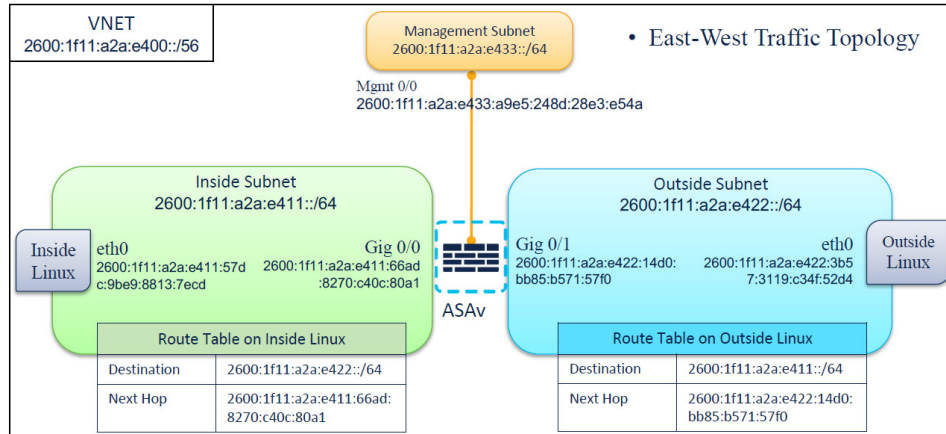 VNET
2600:1f11:a2a:e400::/56
Management Subnet
2600:1f11:a2a:e433::/64
• East-West Traffic Topology
Mgmt 0/0
2600:1f11:a2a:e433:a9e5:248d:28e3:e54a
Inside Subnet
2600:1f11:a2a:e411::/64
Inside
Linux
eth0
2600:1f11:a2a:e411:57d
c:9be9:8813:7ecd
Gig 0/0
2600:1f11:a2a:e411:66ad
:8270:c40c:80a1
ASAv
Outside Subnet
2600:1f11:a2a:e422::/64
Gig 0/1
2600:1f11:a2a:e422:14d0:
bb85:b571:57f0
eth0
2600:1f11:a2a:e422:3b5
7:3119:c34f:52d4
Outside
Linux
Route Table on Inside Linux
Destination 2600:1f11:a2a:e422::/64
Next Hop 2600:1f11:a2a:e411:66ad:
8270:c40c:80a1
Route Table on Outside Linux
Destination 2600:1f11:a2a:e411::/64
Next Hop 2600:1f11:a2a:e422:14d0:
bb85:b571:57f0